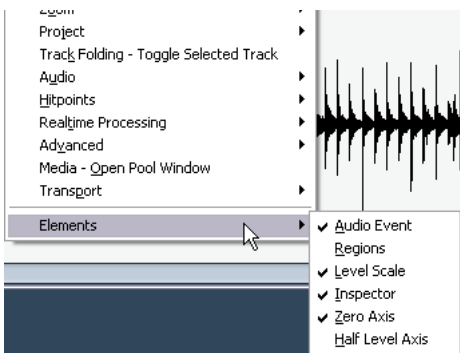 Zoom
Project
Track Folding - Toggle Selected Track
Audio
Hitpoints
Realtime Processing
Advanced
Media - Open Pool Window
Transport
Elements
Audio Event
Regions
Level Scale
Inspector
Zero Axis
Half Level Axis